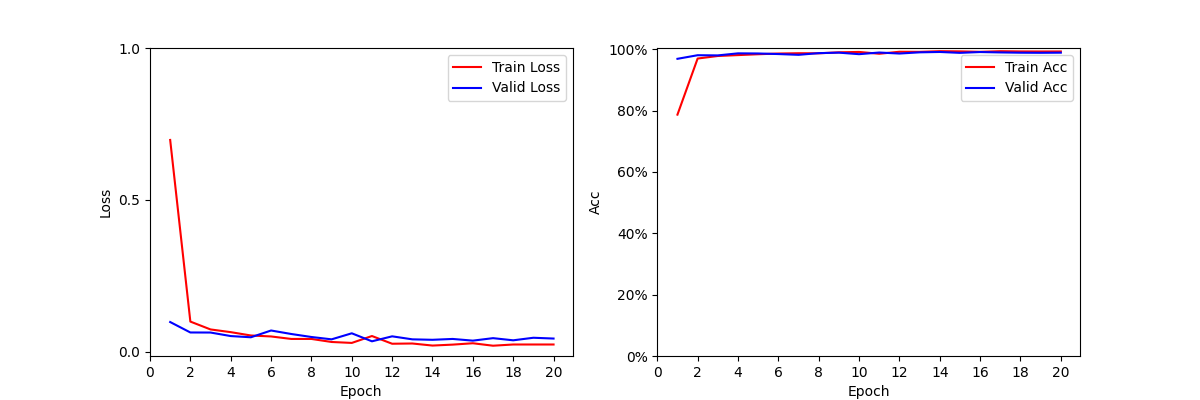 1.0
0.5
0.0
Loss
0 2 4 6 8 10 12 14 16 18 20
Epoch
Train Loss
Valid Loss
100%
80%
60%
40%
20%
0%
Acc
0 2 4 6 8 10 12 14 16 18 20
Epoch
Train Acc
Valid Acc